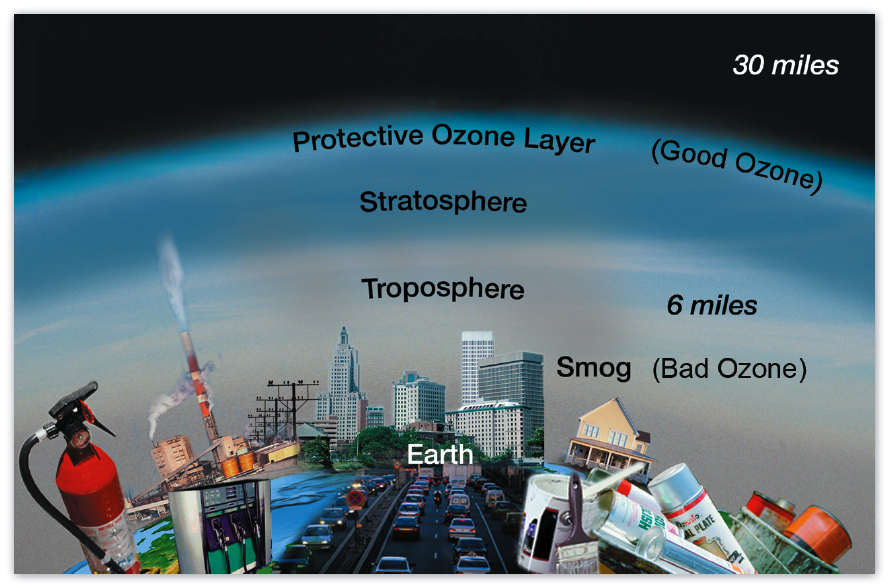 30 miles
Protective Ozone Layer (Good Ozone)
Stratosphere
Troposphere
6 miles
Smog (Bad Ozone)
Earth